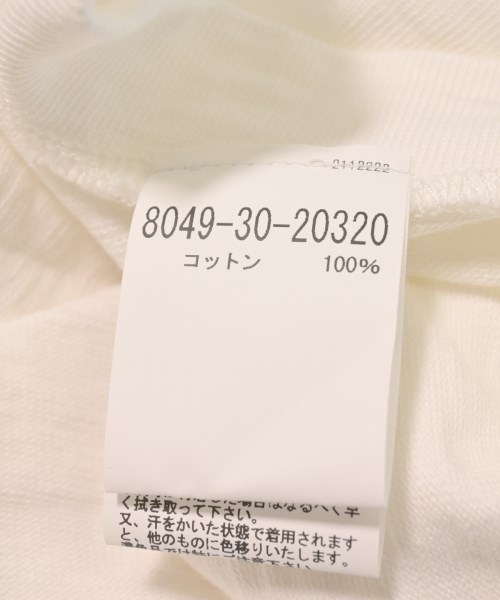 2112222
8049-30-20320
コットン 100%
く拭き取って下さい。
又、汗をかいた状態で着用されます
と、他のものに色移りいたします。